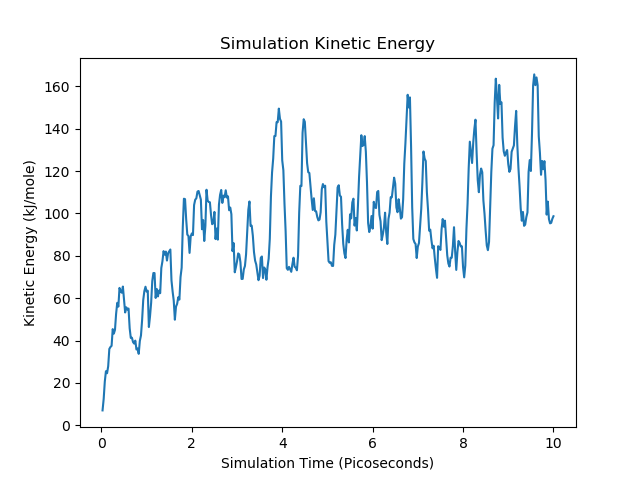 Simulation Kinetic Energy
Kinetic Energy (kJ/mole)
160
140
120
100
80
60
40
20
0
0 2 4 6 8 10
Simulation Time (Picoseconds)